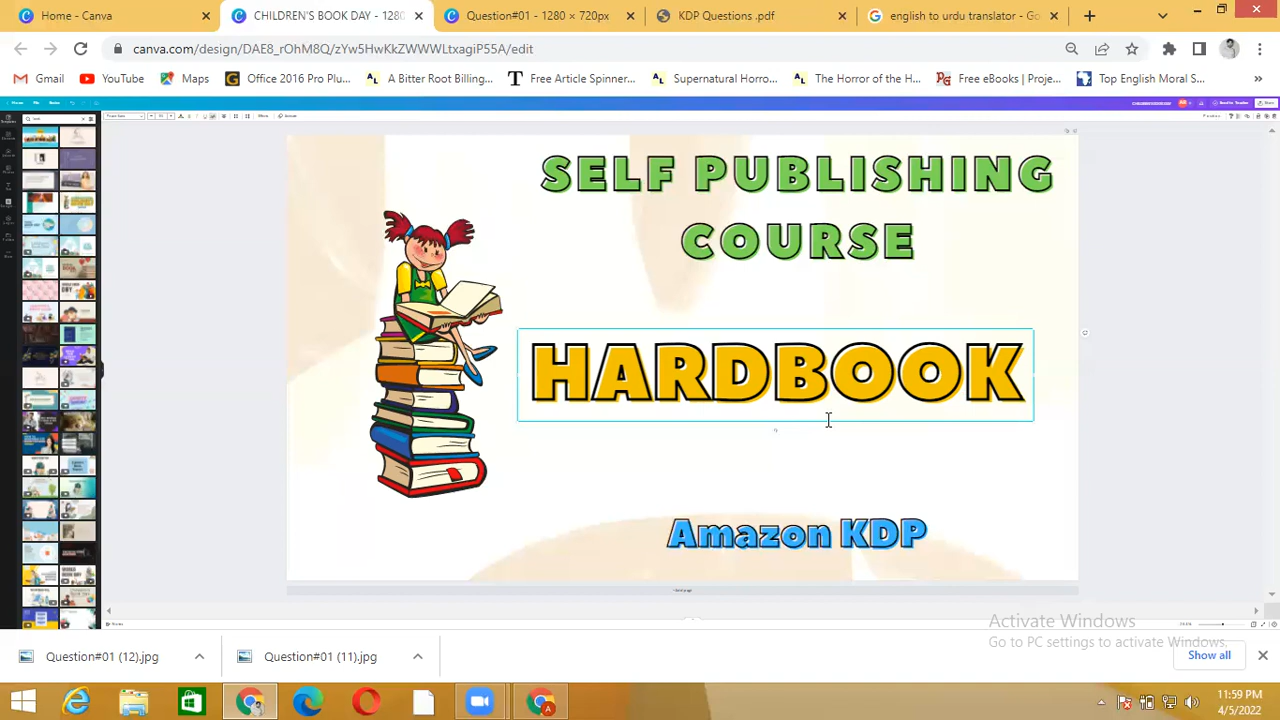 Home - Canva
CHILDREN'S BOOK DAY - 1280
Question#01 - 1280 × 720px
KDP Questions .pdf
english to urdu translator - Go
canva.com/design/DAE8_rOhM8Q/zYw5HwKkZWWWLtxagiP55A/edit
Gmail
YouTube
Maps
Office 2016 Pro Plu...
A Bitter Root Billing...
Free Article Spinner...
Supernatural Horro...
The Horror of the H...
Free eBooks | Proje...
Top English Moral S...
SELF PUBLISHING
COURSE
HARDBOOK
Amazon KDP
Activate Windows
Go to PC settings to activate Windows.
Question#01 (12).jpg
Question#01 (11).jpg
Show all
11:59 PM
4/5/2022